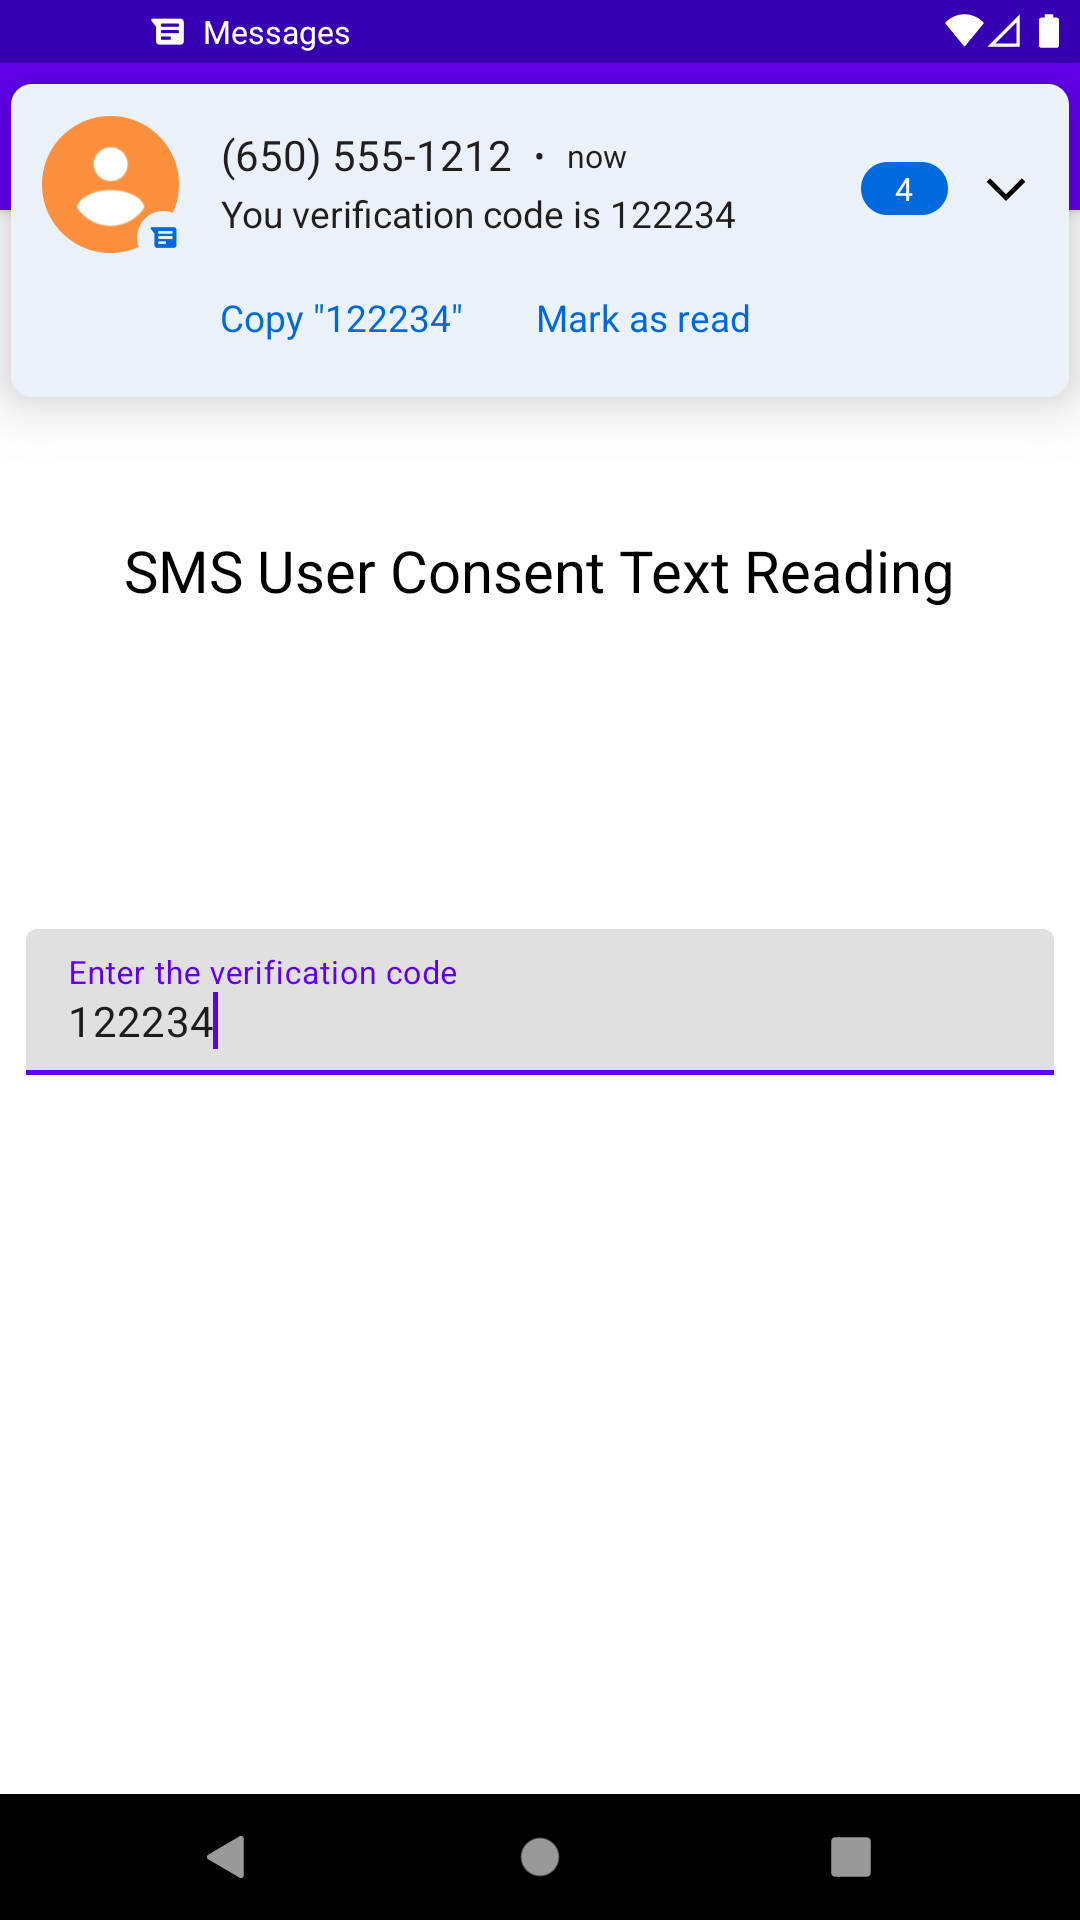 Messages
(650) 555-1212 • now
4
You verification code is 122234
Copy "122234" Mark as read
SMS User Consent Text Reading
Enter the verification code
122234